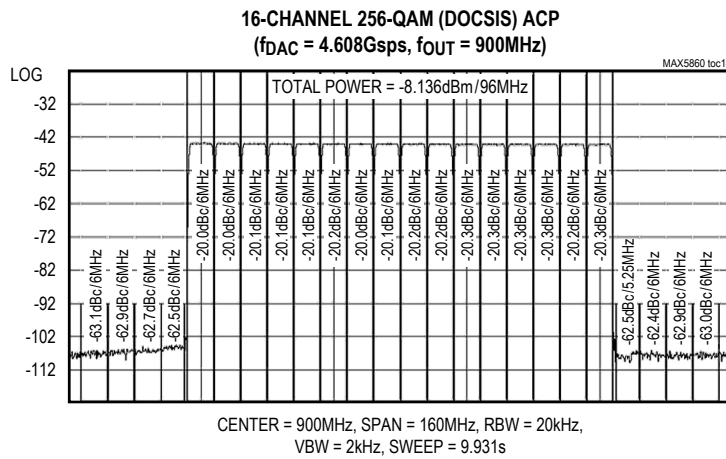 16-CHANNEL 256-QAM (DOCSIS) ACP
(fDAC = 4.608Gsps, fOUT = 900MHz)
MAX5860 toc1
LOG
TOTAL POWER = -8.136dBm/96MHz
-32
-42
-52
-62
-72
-82
-92
-102
-112
-63.1dBc/6MHz
-62.9dBc/6MHz
-62.7dBc/6MHz
-62.5dBc/6MHz
-20.0dBc/6MHz
-20.0dBc/6MHz
-20.1dBc/6MHz
-20.1dBc/6MHz
-20.1dBc/6MHz
-20.2dBc/6MHz
-20.0dBc/6MHz
-20.1dBc/6MHz
-20.2dBc/6MHz
-20.2dBc/6MHz
-20.3dBc/6MHz
-20.3dBc/6MHz
-20.3dBc/6MHz
-20.3dBc/6MHz
-20.2dBc/6MHz
-20.3dBc/6MHz
-62.5dBc/5.25MHz
-62.4dBc/6MHz
-62.9dBc/6MHz
-63.0dBc/6MHz
CENTER = 900MHz, SPAN = 160MHz, RBW = 20kHz,
VBW = 2kHz, SWEEP = 9.931s